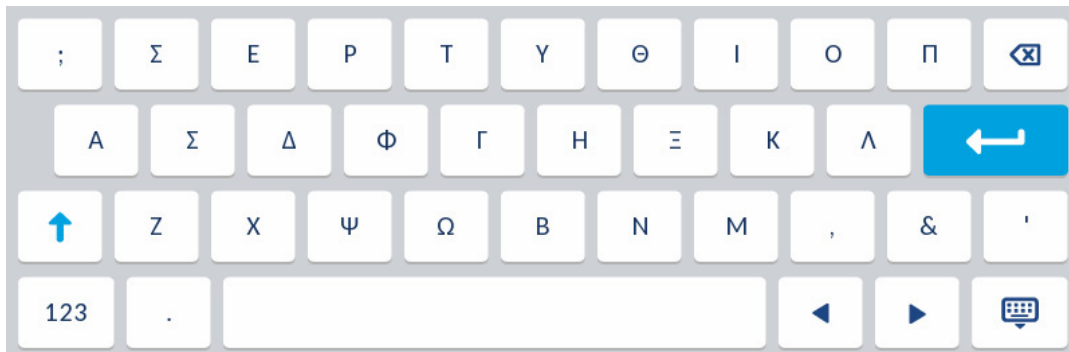 ; Σ Ε Ρ Τ Υ Θ Ι Ο Π
Α Σ Δ Φ Γ Η Ξ Κ Λ
Ζ Χ Ψ Ω Β Ν Μ , & '
123 .